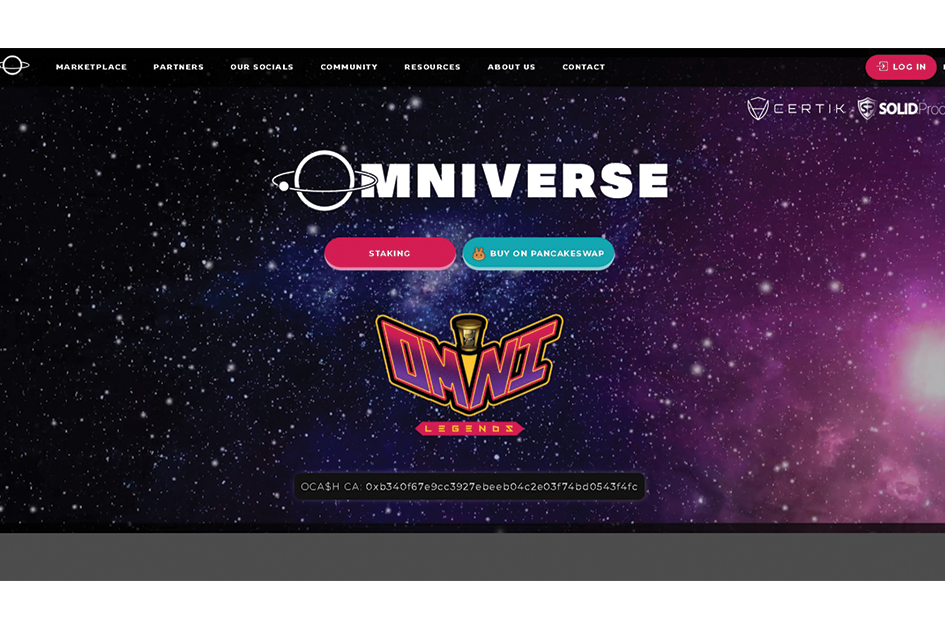 MARKETPLACE PARTNERS OUR SOCIALS COMMUNITY RESOURCES ABOUT US CONTACT LOG IN
CERTIK SOLIDProo
OMNIVERSE
STAKING BUY ON PANCAKESWAP
OMNI
LEGENDS
OCA$H CA: 0xb340f67e9cc3927ebeeb04c2e03f74bd0543f4fc